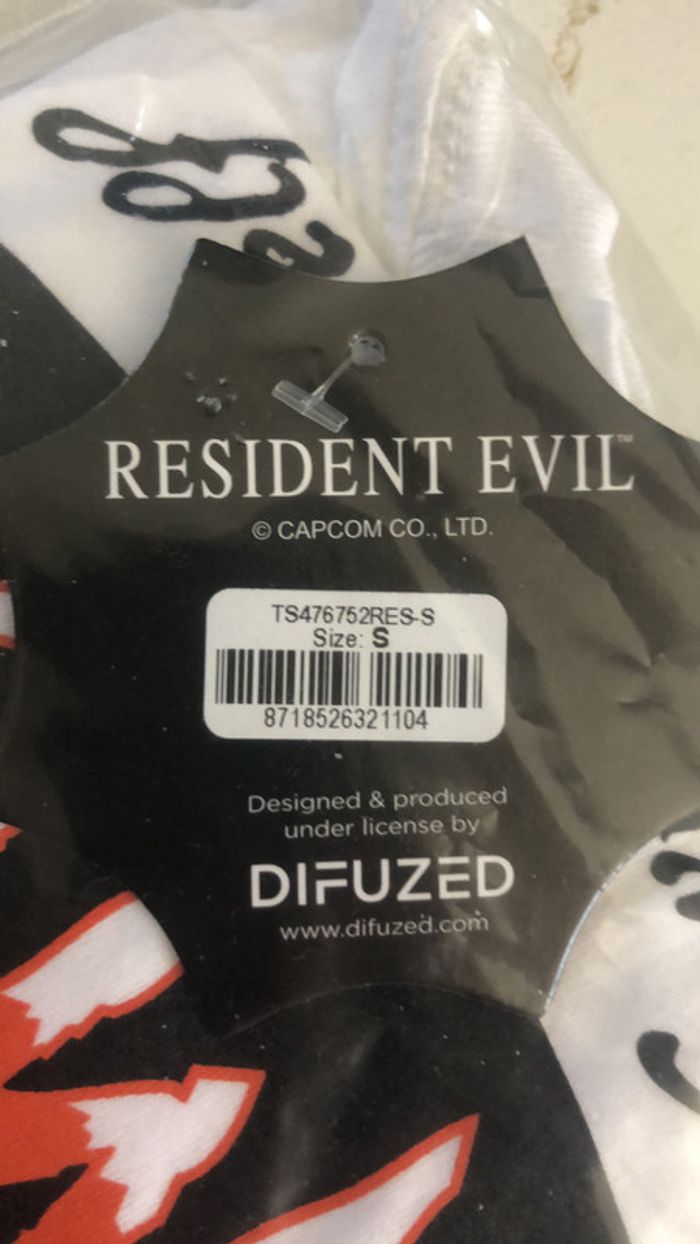 RESIDENT EVIL™
© CAPCOM CO., LTD.
TS476752RES-S
Size: S
8718526321104
Designed & produced
under license by
DIFUZED
www.difuzed.com